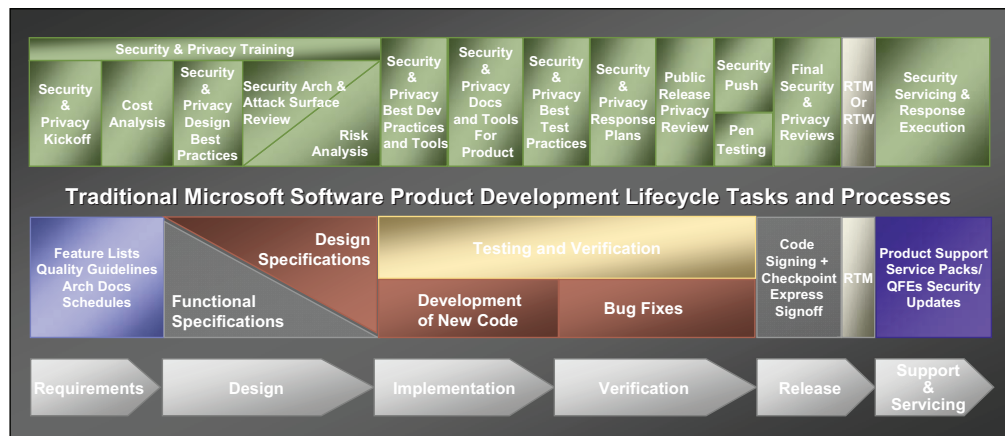 Security & Privacy Training
Security
&
Privacy
Kickoff
Cost
Analysis
Security
&
Privacy
Design
Best
Practices
Security Arch &
Attack Surface
Review
Risk
Analysis
Security
&
Privacy
Best Dev
Practices
and Tools
Security
&
Privacy
Docs
and Tools
For
Product
Security
&
Privacy
Best
Test
Practices
Security
&
Privacy
Response
Plans
Public
Release
Privacy
Review
Security
Push
Pen
Testing
Final
Security
&
Privacy
Reviews
RTM
Or
RTW
Security
Servicing &
Response
Execution
Traditional Microsoft Software Product Development Lifecycle Tasks and Processes
Feature Lists
Quality Guidelines
Arch Docs
Schedules
Design
Specifications
Functional
Specifications
Testing and Verification
Development
of New Code
Bug Fixes
Code
Signing +
Checkpoint
Express
Signoff
RTM
Product Support
Service Packs/
QFEs Security
Updates
Requirements
Design
Implementation
Verification
Release
Support
&
Servicing